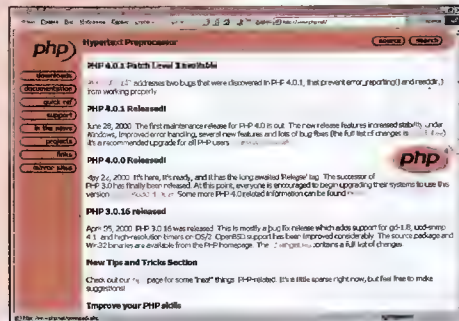 php
Hypertext Preprocessor
source search
downloads
documentation
quick ref
support
in the news
projects
links
mirror sites
PHP 4.0.1 Patch Level 2 available
addresses two bugs that were discovered in PHP 4.0.1, that prevent error_reporting() and readdir()
from working properly
PHP 4.0.1 Released!
June 28, 2000. The first maintenance release for PHP 4.0 is out. The new release features increased stability under
Windows, improved error handling, several new features and lots of bug fixes (the full list of changes is
It's a recommended upgrade for all PHP users
PHP 4.0.0 Released!
May 22, 2000. It's here, it's ready, and it has the long awaited 'Release' tag. The successor of
PHP 3.0 has finally been released. At this point, everyone is encouraged to begin upgrading their systems to use this
version. Some more PHP 4.0 related information can be found
php
PHP 3.0.16 released
2000. PHP 3.0.16 was released. This is mostly a bug fix release which adds support for gd-1.8, ucd-snmp
4.1 and high-resolution timers on OS/2. OpenBSD support has been improved considerably. The source package and
Win32 binaries are available from the PHP homepage. The contains a full list of changes
New Tips and Tricks Section
Check out our page for some "neat" things PHP-related. It's a little sparse right now, but feel free to make
suggestions!
Improve your PHP skills